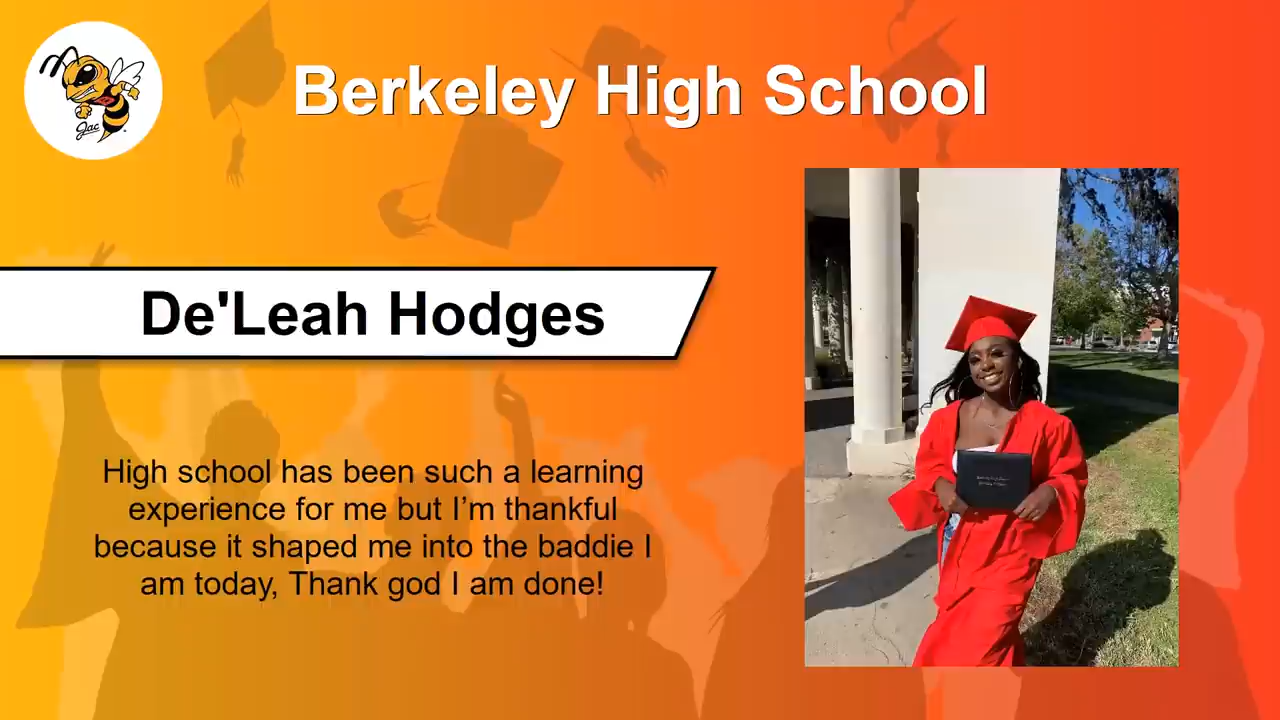 Jac
Berkeley High School
De'Leah Hodges
High school has been such a learning
experience for me but I’m thankful
because it shaped me into the baddie I
am today, Thank god I am done!